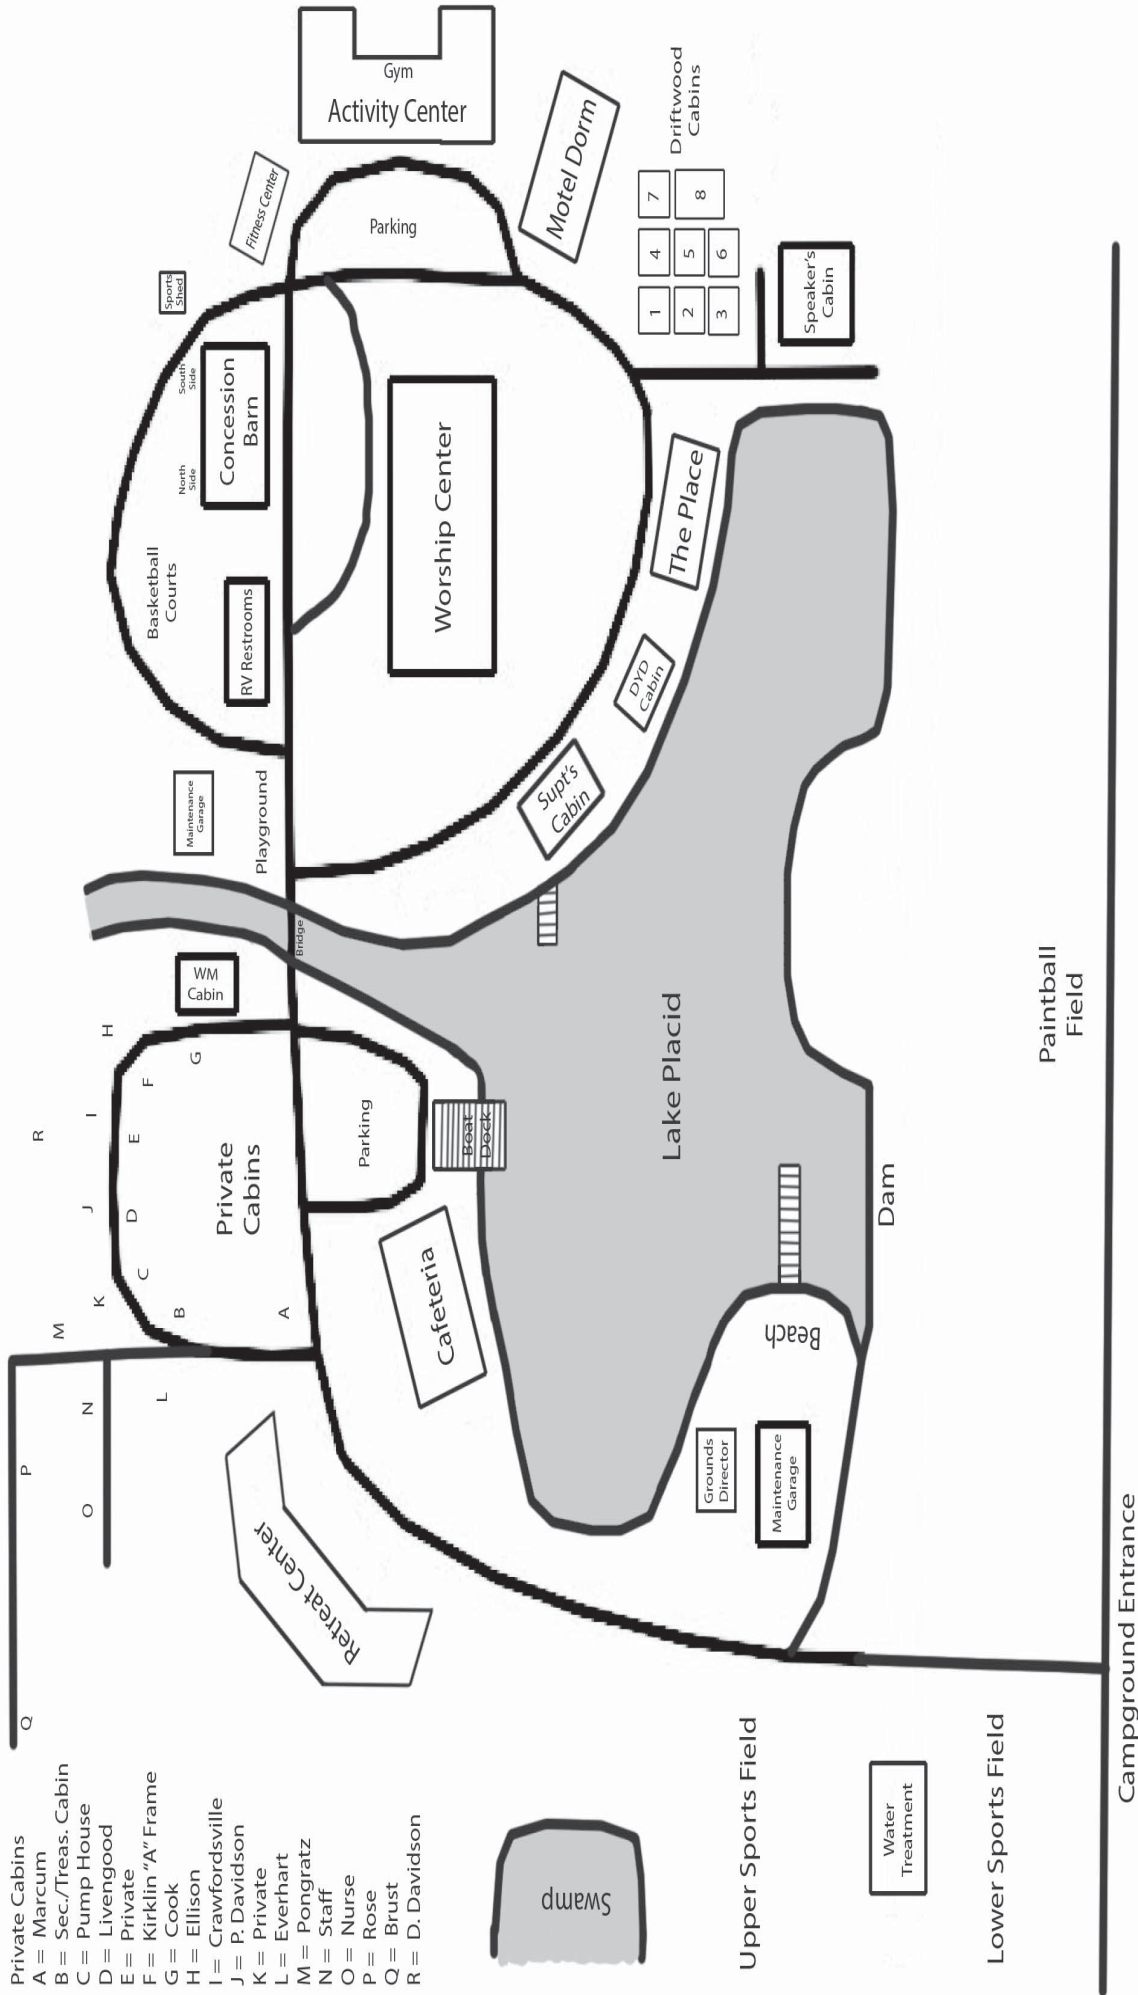 Private Cabins
A = Marcum
B = Sec./Treas. Cabin
C = Pump House
D = Livengood
E = Private
F = Kirklin "A" Frame
G = Cook
H = Ellison
I = Crawfordsville
J = P. Davidson
K = Private
L = Everhart
M = Pongratz
N = Staff
O = Nurse
P = Rose
Q = Brust
R = D. Davidson
Q
P
O
N
M
L
K
J
R
I
H
C
D
E
F
G
B
A
Private
Cabins
WM
Cabin
Maintenance
Garage
Playground
Bridge
Basketball
Courts
RV Restrooms
North
Side
South
Side
Concession
Barn
Sports
Shed
Fitness Center
Gym
Activity Center
Parking
Worship Center
Motel Dorm
Driftwood
Cabins
1
4
7
2
5
8
3
6
Speaker's
Cabin
The Place
DYD
Cabin
Supt's
Cabin
Parking
Boat
Dock
Cafeteria
Retreat Center
Lake Placid
Beach
Dam
Grounds
Director
Maintenance
Garage
Swamp
Upper Sports Field
Water
Treatment
Lower Sports Field
Paintball
Field
Campground Entrance